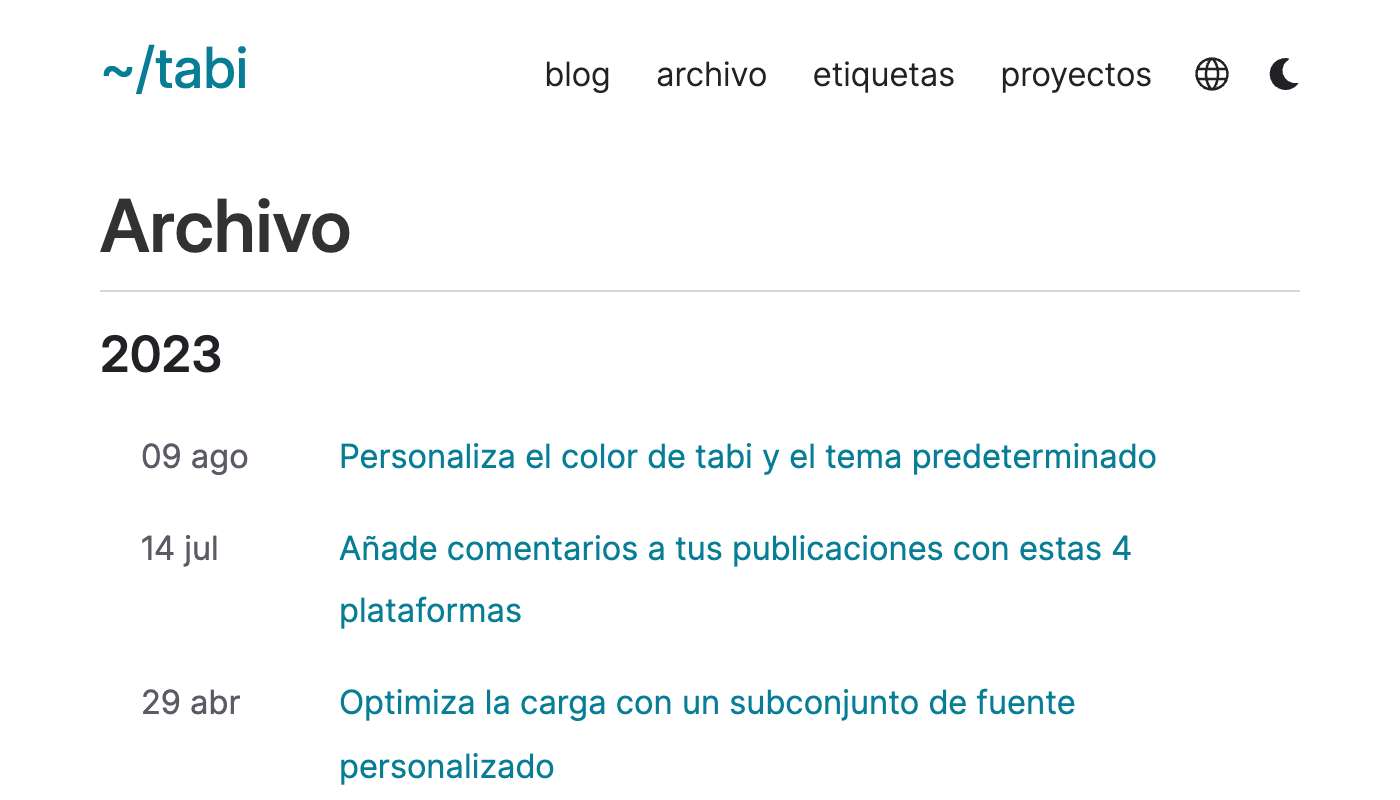 ~/tabi
blog archivo etiquetas proyectos
Archivo
2023
09 ago Personaliza el color de tabi y el tema predeterminado
14 jul Añade comentarios a tus publicaciones con estas 4
plataformas
29 abr Optimiza la carga con un subconjunto de fuente
personalizado